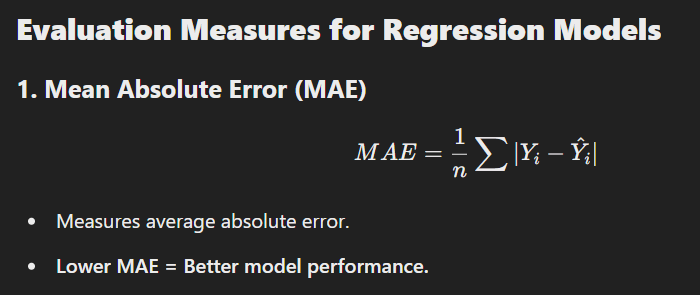 Evaluation Measures for Regression Models
1. Mean Absolute Error (MAE)
MAE = \frac{1}{n} \sum |Y_i - \hat{Y}_i|
• Measures average absolute error.
• Lower MAE = Better model performance.